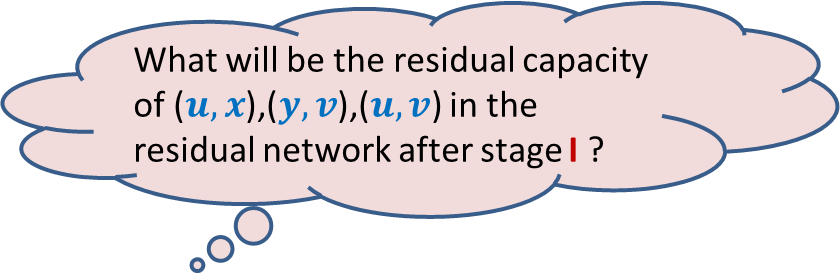 What will be the residual capacity
of (u, x),(y, v),(u, v) in the
residual network after stage I ?